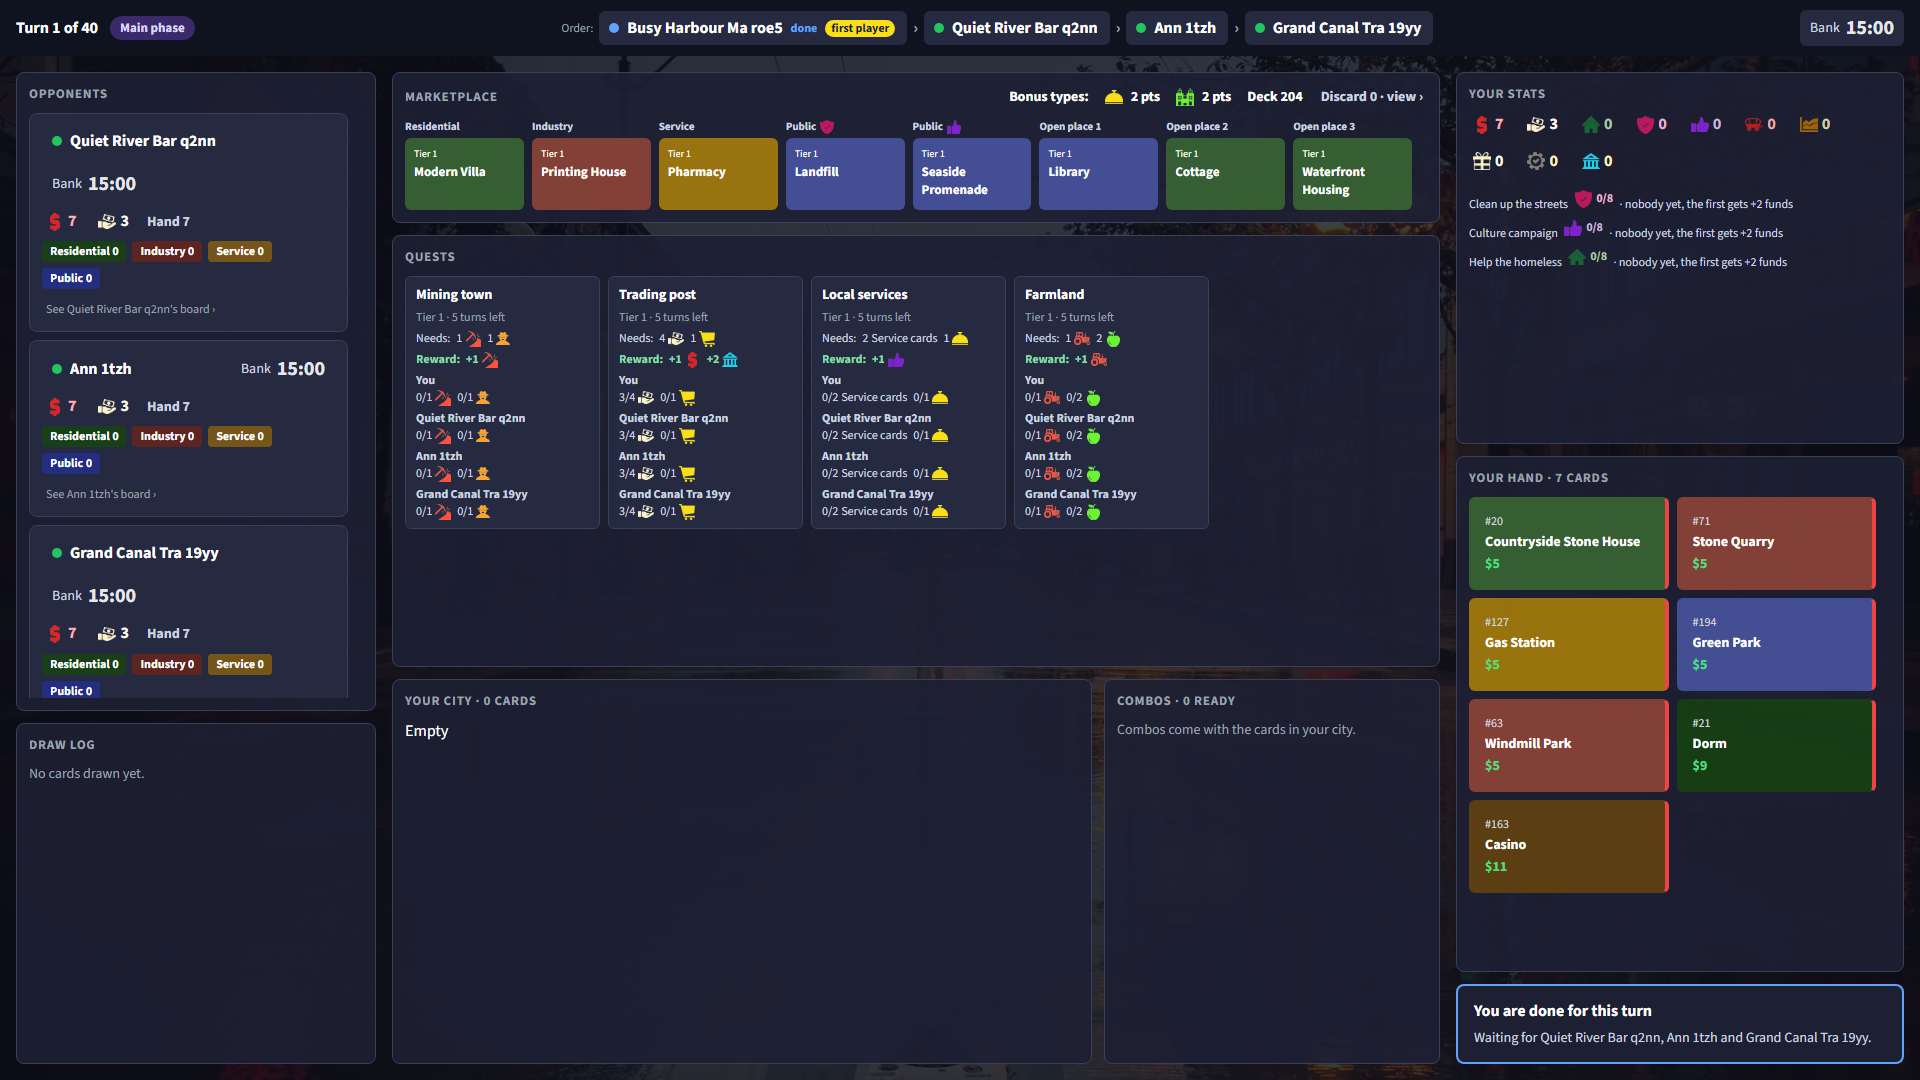 Turn 1 of 40
Main phase
Order:
Busy Harbour Ma roe5 done first player
›
Quiet River Bar q2nn
›
Ann 1tzh
›
Grand Canal Tra 19yy
Bank 15:00
OPPONENTS
Quiet River Bar q2nn
Bank 15:00
7 3 Hand 7
Residential 0 Industry 0 Service 0
Public 0
See Quiet River Bar q2nn's board ›
Ann 1tzh Bank 15:00
7 3 Hand 7
Residential 0 Industry 0 Service 0
Public 0
See Ann 1tzh's board ›
Grand Canal Tra 19yy
Bank 15:00
7 3 Hand 7
Residential 0 Industry 0 Service 0
Public 0
DRAW LOG
No cards drawn yet.
MARKETPLACE
Bonus types: 2 pts 2 pts Deck 204 Discard 0 · view ›
Residential
Tier 1
Modern Villa
Industry
Tier 1
Printing House
Service
Tier 1
Pharmacy
Public
Tier 1
Landfill
Public
Tier 1
Seaside
Promenade
Open place 1
Tier 1
Library
Open place 2
Tier 1
Cottage
Open place 3
Tier 1
Waterfront
Housing
QUESTS
Mining town
Tier 1 · 5 turns left
Needs: 1 1
Reward: +1
You
0/1 0/1
Quiet River Bar q2nn
0/1 0/1
Ann 1tzh
0/1 0/1
Grand Canal Tra 19yy
0/1 0/1
Trading post
Tier 1 · 5 turns left
Needs: 4 1
Reward: +1 +2
You
3/4 0/1
Quiet River Bar q2nn
3/4 0/1
Ann 1tzh
3/4 0/1
Grand Canal Tra 19yy
3/4 0/1
Local services
Tier 1 · 5 turns left
Needs: 2 Service cards 1
Reward: +1
You
0/2 Service cards 0/1
Quiet River Bar q2nn
0/2 Service cards 0/1
Ann 1tzh
0/2 Service cards 0/1
Grand Canal Tra 19yy
0/2 Service cards 0/1
Farmland
Tier 1 · 5 turns left
Needs: 1 2
Reward: +1
You
0/1 0/2
Quiet River Bar q2nn
0/1 0/2
Ann 1tzh
0/1 0/2
Grand Canal Tra 19yy
0/1 0/2
YOUR CITY · 0 CARDS
Empty
COMBOS · 0 READY
Combos come with the cards in your city.
YOUR STATS
7 3 0 0 0 0 0
0 0 0
Clean up the streets 0/8 · nobody yet, the first gets +2 funds
Culture campaign 0/8 · nobody yet, the first gets +2 funds
Help the homeless 0/8 · nobody yet, the first gets +2 funds
YOUR HAND · 7 CARDS
#20
Countryside Stone House
$5
#71
Stone Quarry
$5
#127
Gas Station
$5
#194
Green Park
$5
#63
Windmill Park
$5
#21
Dorm
$9
#163
Casino
$11
You are done for this turn
Waiting for Quiet River Bar q2nn, Ann 1tzh and Grand Canal Tra 19yy.